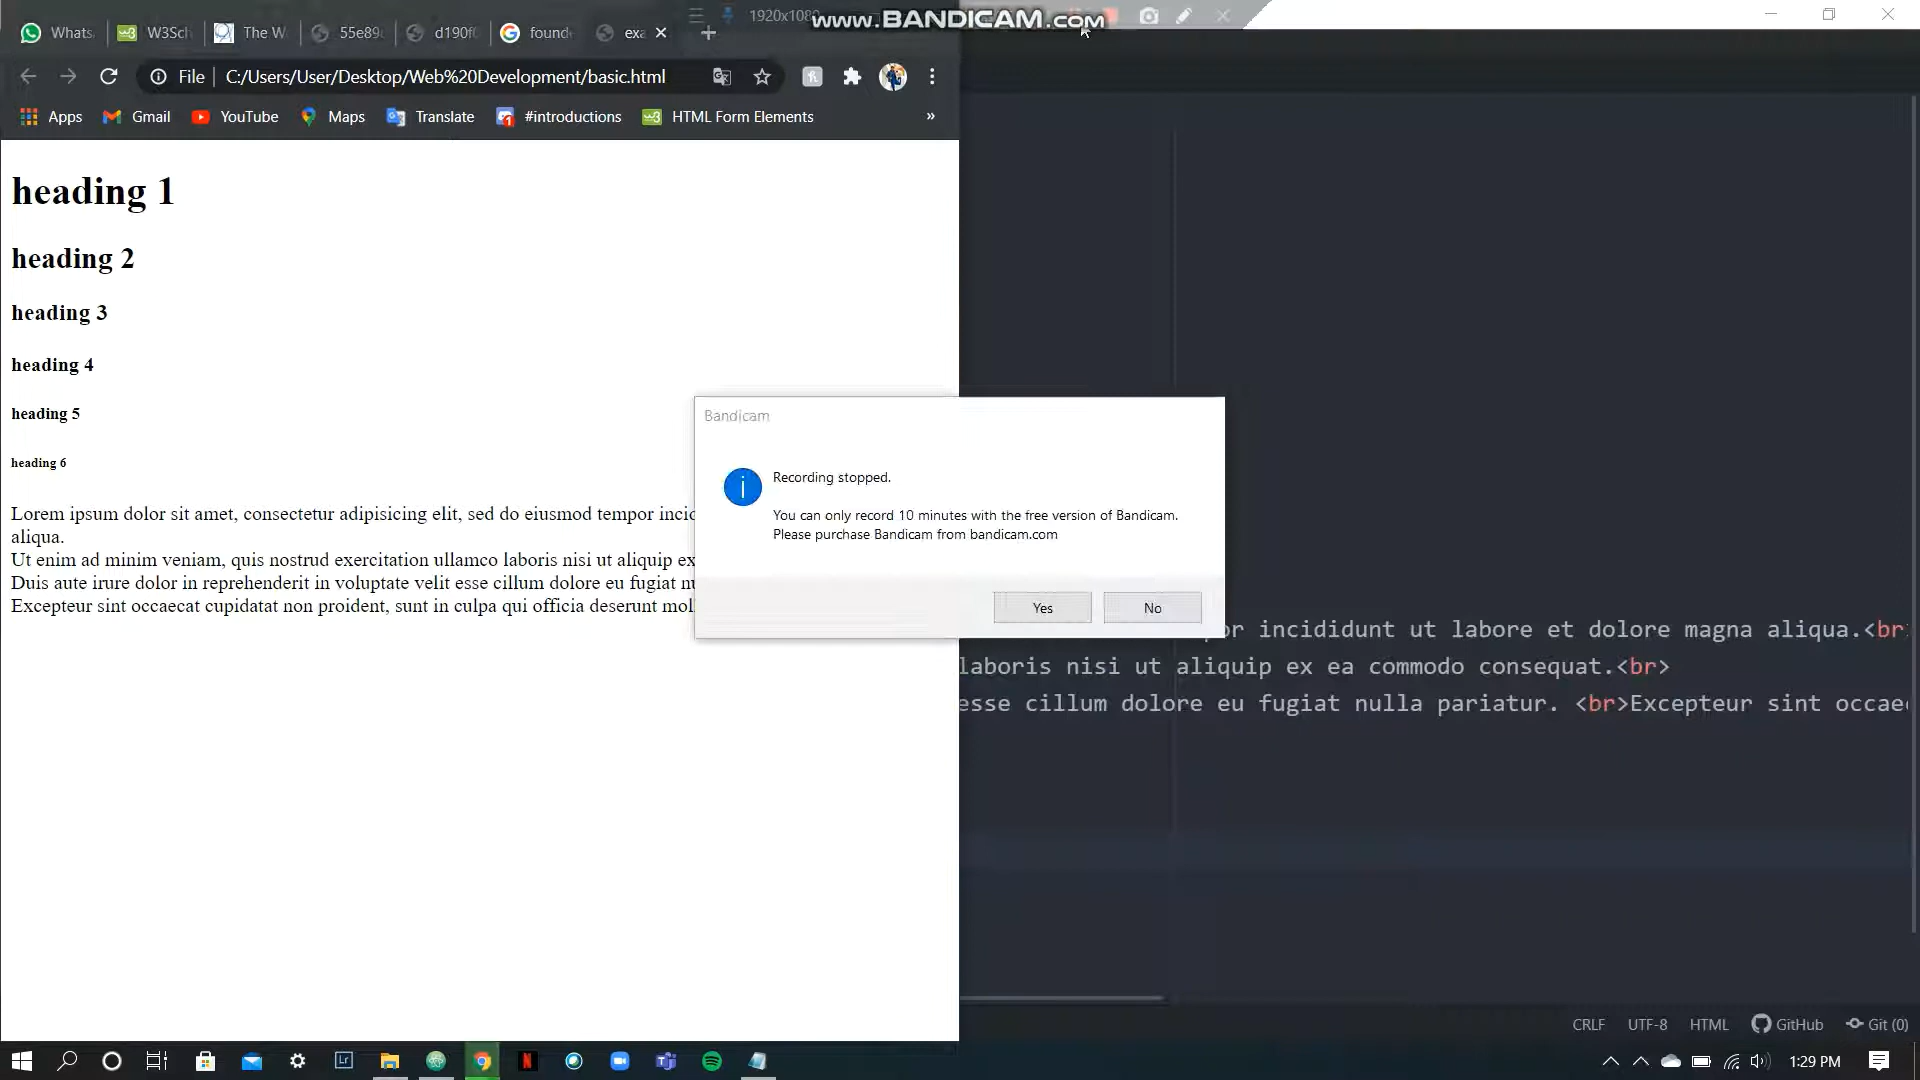 1920x1080
www.BANDICAM.com
Whats
W3Sch
The W
55e89
d190f
found
exa
File
C:/Users/User/Desktop/Web%20Development/basic.html
Apps
Gmail
YouTube
Maps
Translate
#introductions
HTML Form Elements
»
heading 1
heading 2
heading 3
heading 4
heading 5
heading 6
Lorem ipsum dolor sit amet, consectetur adipisicing elit, sed do eiusmod tempor incid
aliqua.
Ut enim ad minim veniam, quis nostrud exercitation ullamco laboris nisi ut aliquip ex
Duis aute irure dolor in reprehenderit in voluptate velit esse cillum dolore eu fugiat nu
Excepteur sint occaecat cupidatat non proident, sunt in culpa qui officia deserunt moll
Bandicam
Recording stopped.
You can only record 10 minutes with the free version of Bandicam.
Please purchase Bandicam from bandicam.com
Yes
No
por incididunt ut labore et dolore magna aliqua.<br
laboris nisi ut aliquip ex ea commodo consequat.<br>
esse cillum dolore eu fugiat nulla pariatur. <br>Excepteur sint occaec
CRLF
UTF-8
HTML
GitHub
Git (0)
Lr
1:29 PM